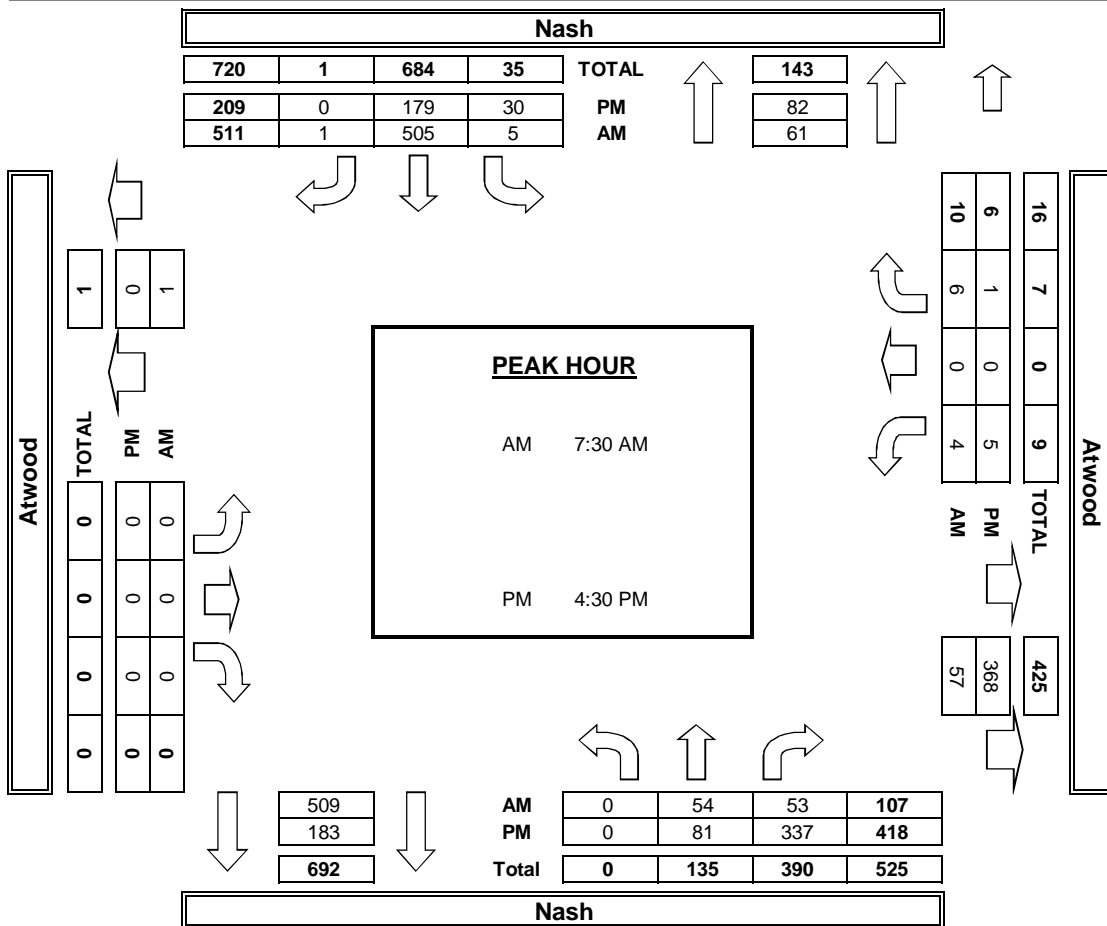 Nash
720 1 684 35 TOTAL 143
209 0 179 30 PM 82
511 1 505 5 AM 61
Atwood
1 0 1
TOTAL PM AM
0 0 0
0 0 0
0 0 0
0 0 0
PEAK HOUR
AM 7:30 AM
PM 4:30 PM
10 6 16
6 1 7
0 0 0
4 5 9
AM PM TOTAL
57 368 425
Atwood
509 AM 0 54 53 107
183 PM 0 81 337 418
692 Total 0 135 390 525
Nash